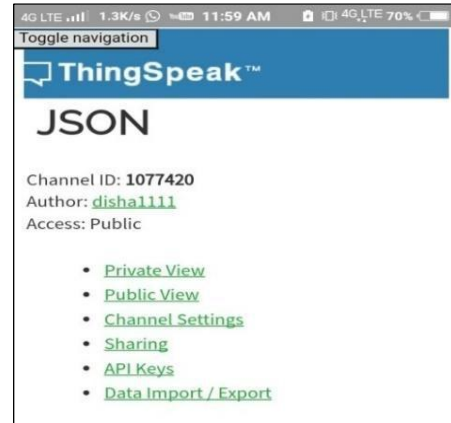 4G LTE 1.3K/s 11:59 AM 4G LTE 70%
Toggle navigation
ThingSpeak™
JSON
Channel ID: 1077420
Author: disha1111
Access: Public
• Private View
• Public View
• Channel Settings
• Sharing
• API Keys
• Data Import / Export